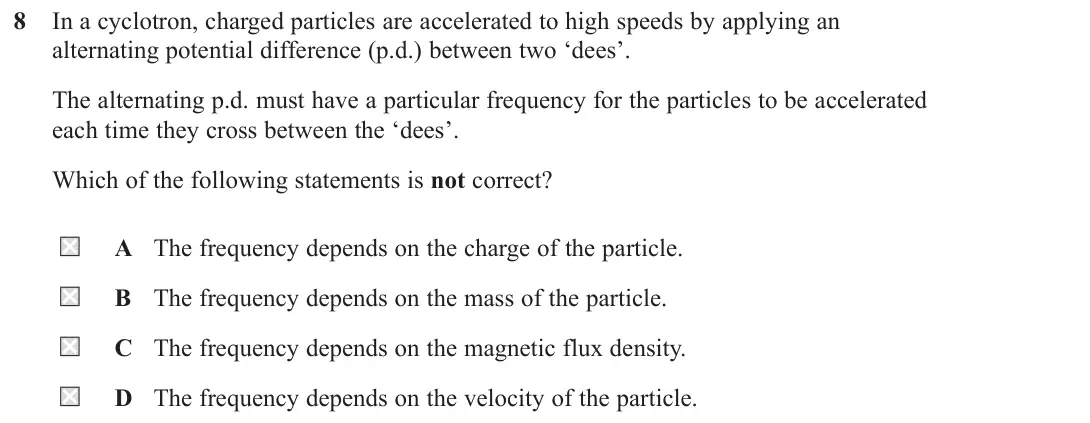 8 In a cyclotron, charged particles are accelerated to high speeds by applying an
alternating potential difference (p.d.) between two ‘dees’.
The alternating p.d. must have a particular frequency for the particles to be accelerated
each time they cross between the ‘dees’.
Which of the following statements is not correct?
A The frequency depends on the charge of the particle.
B The frequency depends on the mass of the particle.
C The frequency depends on the magnetic flux density.
D The frequency depends on the velocity of the particle.